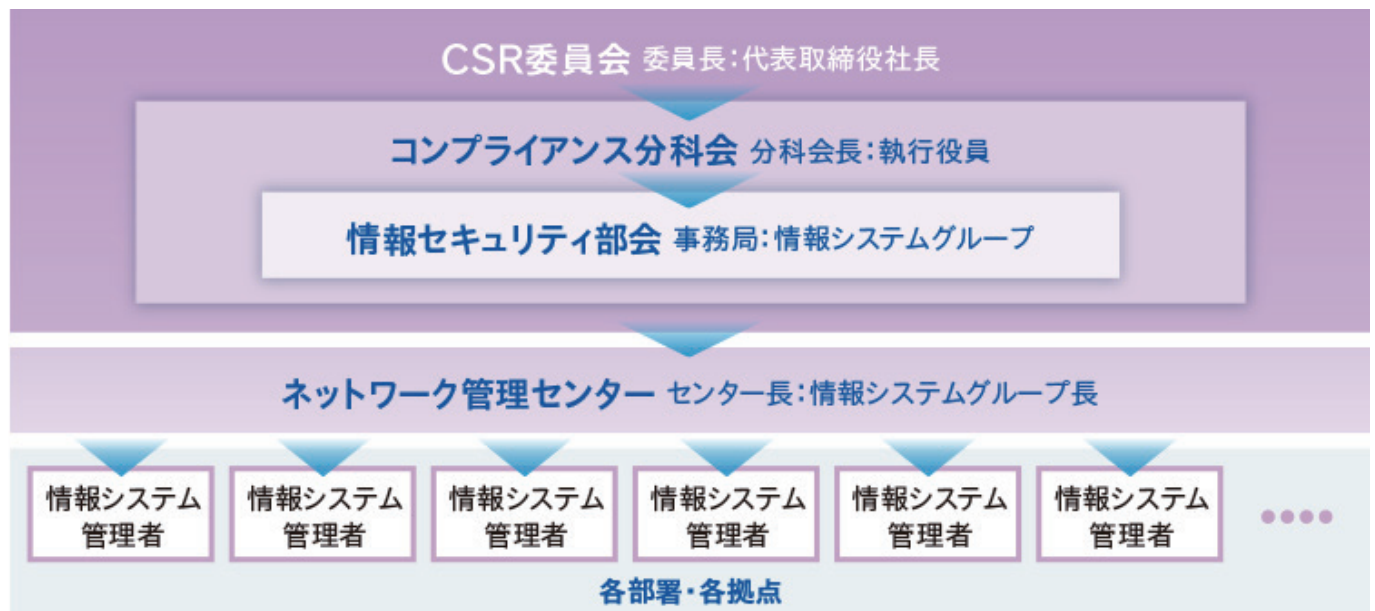 CSR委員会 委員長：代表取締役社長
コンプライアンス分科会 分科会長：執行役員
情報セキュリティ部会 事務局：情報システムグループ
ネットワーク管理センター センター長：情報システムグループ長
情報システム
管理者
情報システム
管理者
情報システム
管理者
情報システム
管理者
情報システム
管理者
情報システム
管理者
各部署・各拠点